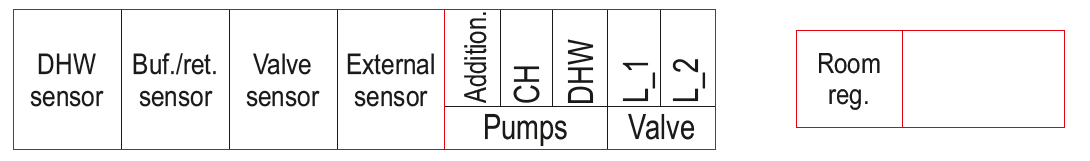 DHW
sensor
Buf./ret.
sensor
Valve
sensor
External
sensor
Addition.
CH
DHW
Pumps
L_1
L_2
Valve
Room
reg.